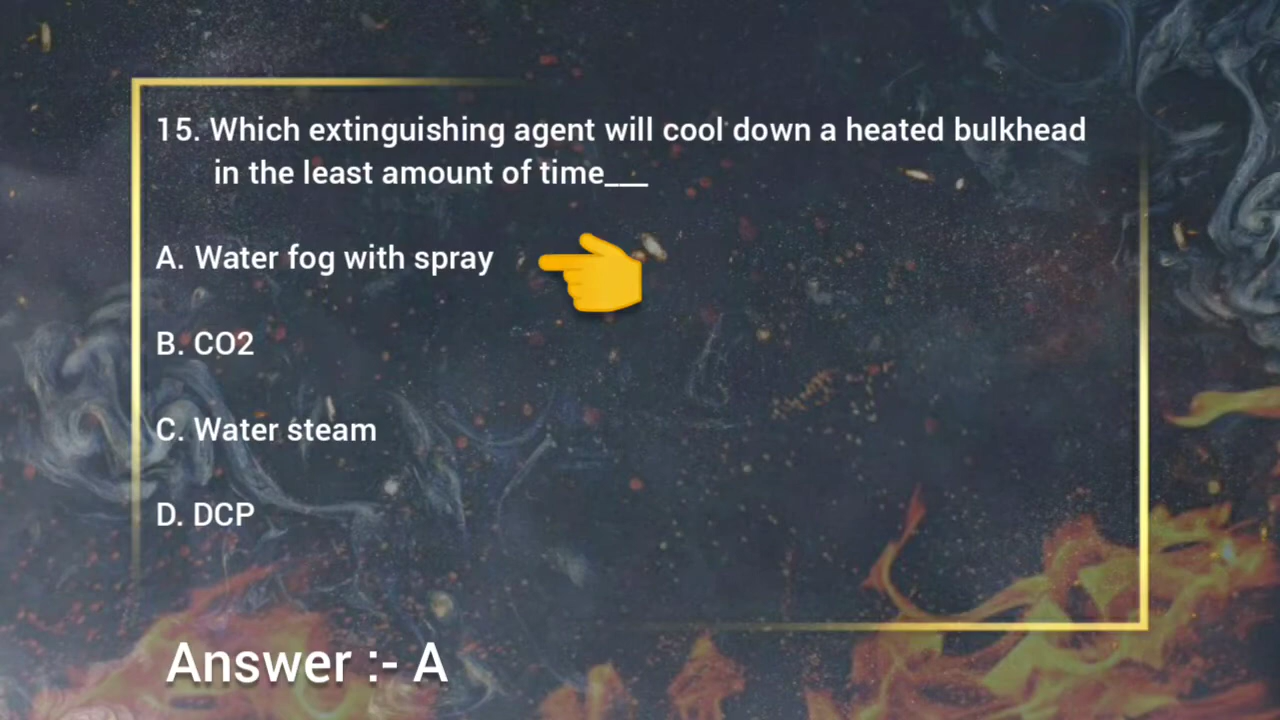 15. Which extinguishing agent will cool down a heated bulkhead
in the least amount of time___
A. Water fog with spray
B. CO2
C. Water steam
D. DCP
Answer :- A